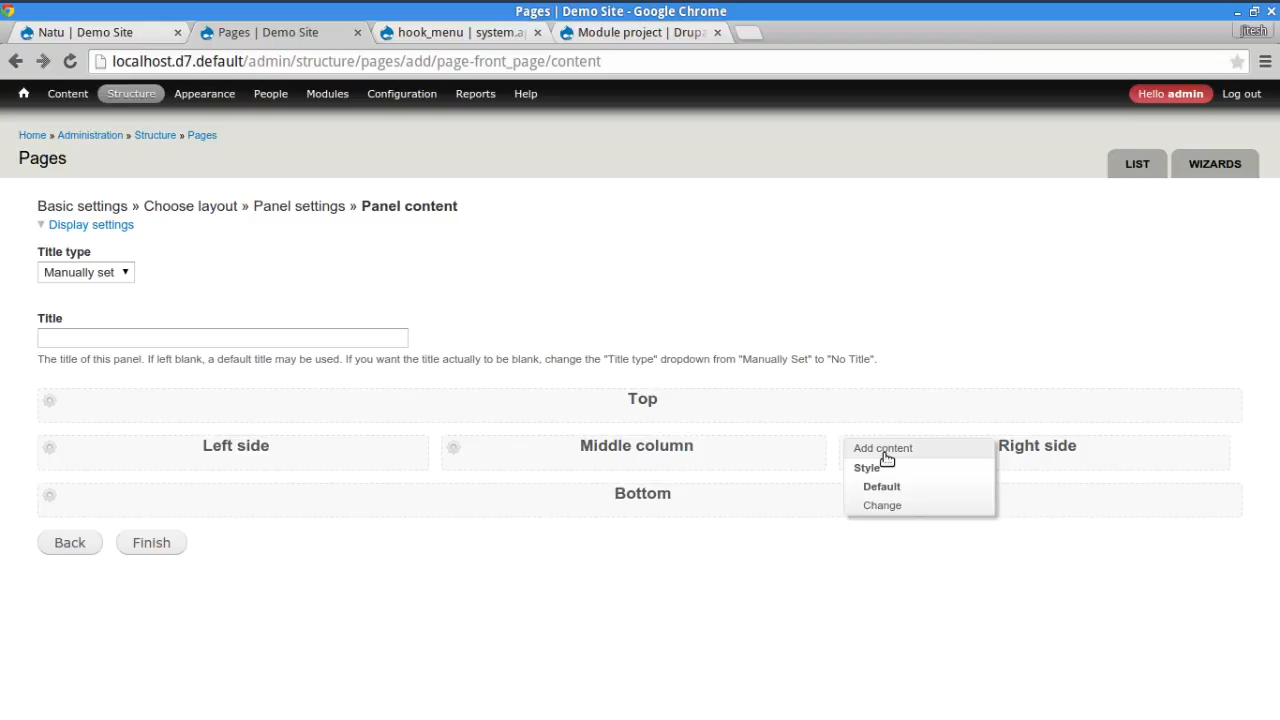 Pages | Demo Site - Google Chrome
Natu | Demo Site
Pages | Demo Site
hook_menu | system.a
Module project | Drupa
jitesh
localhost.d7.default/admin/structure/pages/add/page-front_page/content
Content Structure Appearance People Modules Configuration Reports Help Hello admin Log out
Home » Administration » Structure » Pages
Pages
LIST WIZARDS
Basic settings » Choose layout » Panel settings » Panel content
Display settings
Title type
Manually set
Title
The title of this panel. If left blank, a default title may be used. If you want the title actually to be blank, change the "Title type" dropdown from "Manually Set" to "No Title".
Top
Left side Middle column Right side
Add content
Style
Default
Change
Bottom
Back Finish